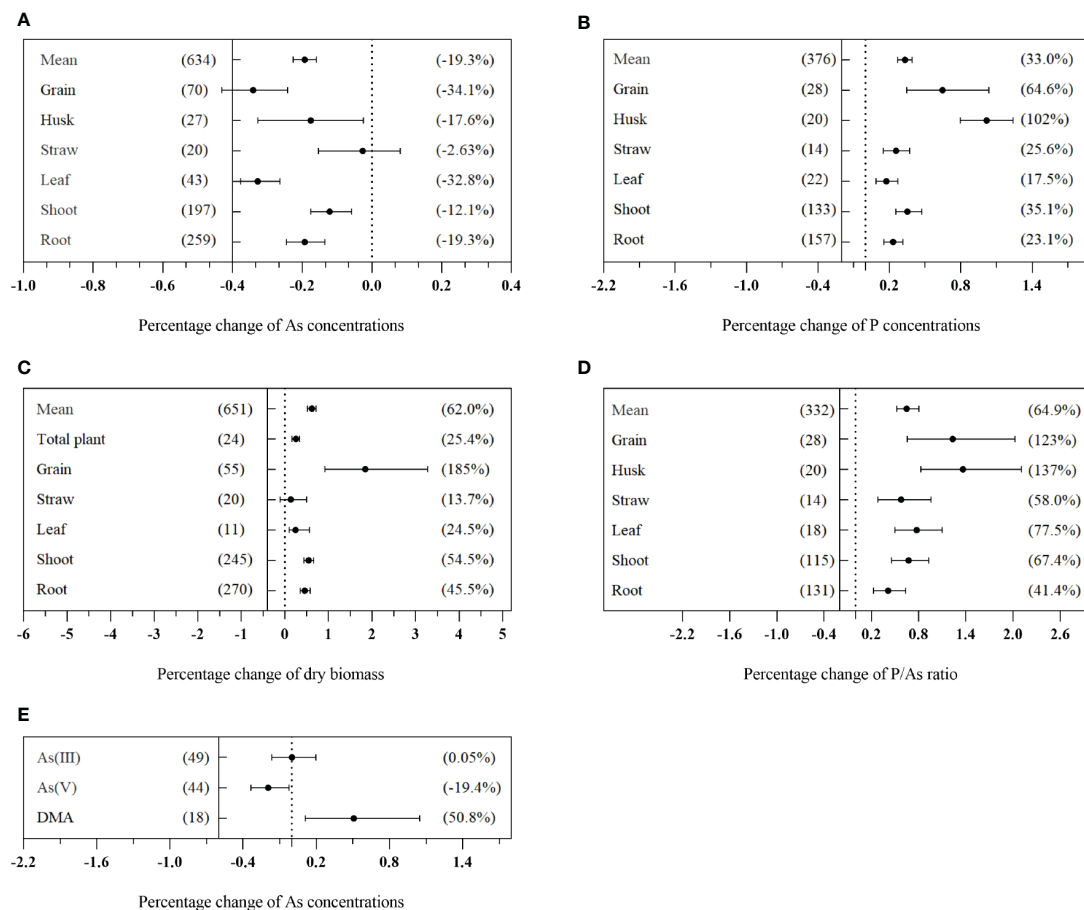 A
Mean (634) (-19.3%)
Grain (70) (-34.1%)
Husk (27) (-17.6%)
Straw (20) (-2.63%)
Leaf (43) (-32.8%)
Shoot (197) (-12.1%)
Root (259) (-19.3%)
-1.0 -0.8 -0.6 -0.4 -0.2 0.0 0.2 0.4
Percentage change of As concentrations
B
Mean (376) (33.0%)
Grain (28) (64.6%)
Husk (20) (102%)
Straw (14) (25.6%)
Leaf (22) (17.5%)
Shoot (133) (35.1%)
Root (157) (23.1%)
-2.2 -1.6 -1.0 -0.4 0.2 0.8 1.4
Percentage change of P concentrations
C
Mean (651) (62.0%)
Total plant (24) (25.4%)
Grain (55) (185%)
Straw (20) (13.7%)
Leaf (11) (24.5%)
Shoot (245) (54.5%)
Root (270) (45.5%)
-6 -5 -4 -3 -2 -1 0 1 2 3 4 5
Percentage change of dry biomass
D
Mean (332) (64.9%)
Grain (28) (123%)
Husk (20) (137%)
Straw (14) (58.0%)
Leaf (18) (77.5%)
Shoot (115) (67.4%)
Root (131) (41.4%)
-2.2 -1.6 -1.0 -0.4 0.2 0.8 1.4 2.0 2.6
Percentage change of P/As ratio
E
As(III) (49) (0.05%)
As(V) (44) (-19.4%)
DMA (18) (50.8%)
-2.2 -1.6 -1.0 -0.4 0.2 0.8 1.4
Percentage change of As concentrations